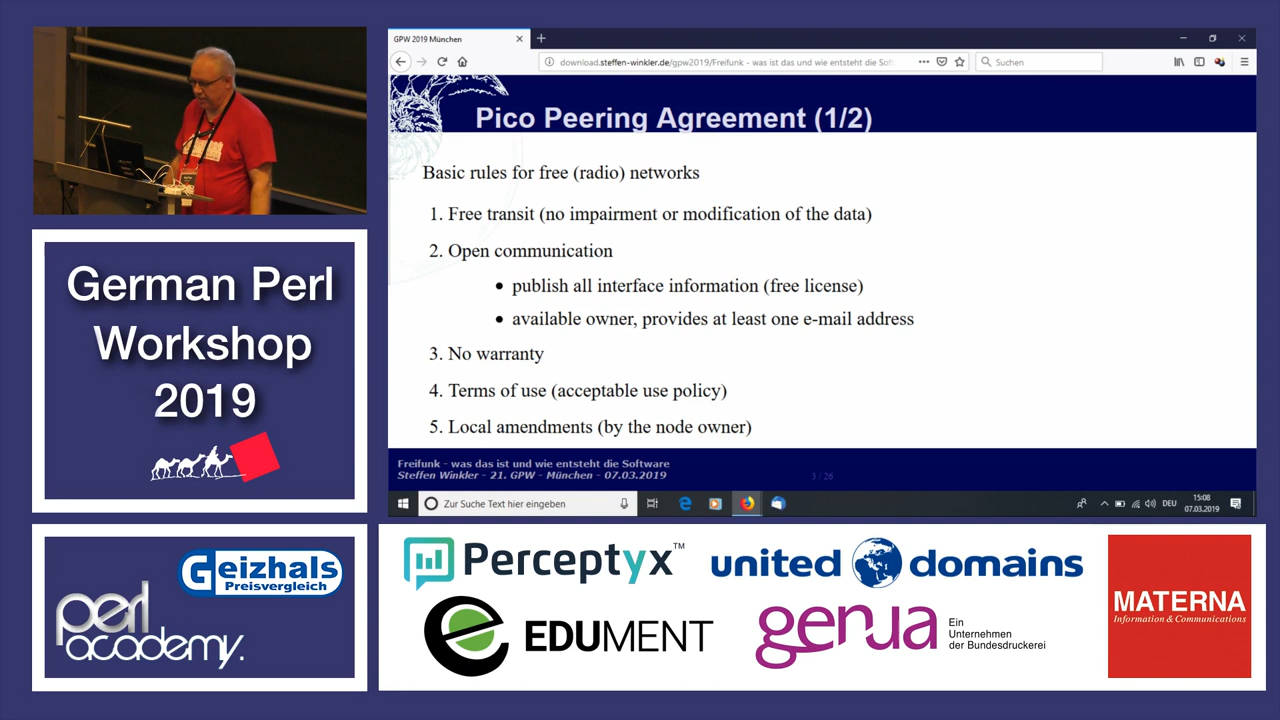 German Perl
Workshop
2019
perl
academy.
Geizhals
Preisvergleich
GPW 2019 München
download.steffen-winkler.de/gpw2019/Freifunk - was ist das und wie entsteht die Sof
Suchen
Pico Peering Agreement (1/2)
Basic rules for free (radio) networks
1. Free transit (no impairment or modification of the data)
2. Open communication
• publish all interface information (free license)
• available owner, provides at least one e-mail address
3. No warranty
4. Terms of use (acceptable use policy)
5. Local amendments (by the node owner)
Freifunk - was das ist und wie entsteht die Software
Steffen Winkler - 21. GPW - München - 07.03.2019
3 / 26
Zur Suche Text hier eingeben
DEU
15:08
07.03.2019
Perceptyx™
united domains
EDUMENT
genua
Ein
Unternehmen
der Bundesdruckerei
MATERNA
Information & Communications